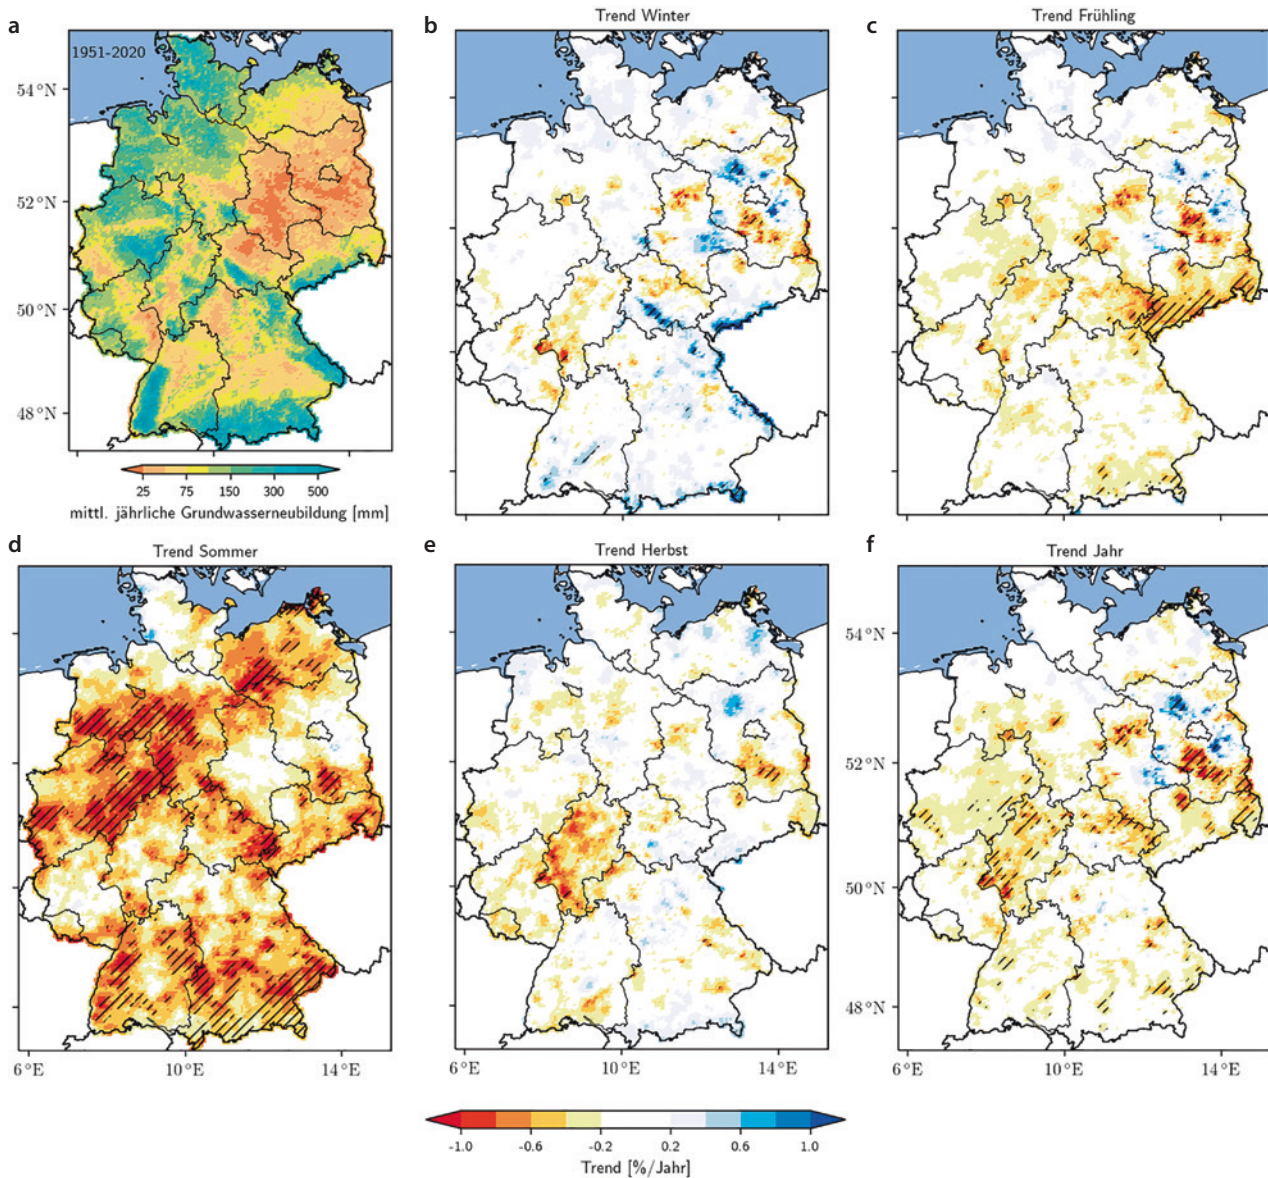 a
1951-2020
54°N
52°N
50°N
48°N
25 75 150 300 500
mittl. jährliche Grundwasserneubildung [mm]
b
Trend Winter
c
Trend Frühling
d
Trend Sommer
6°E 10°E 14°E
e
Trend Herbst
6°E 10°E 14°E
f
Trend Jahr
54°N
52°N
50°N
48°N
6°E 10°E 14°E
-1.0 -0.6 -0.2 0.2 0.6 1.0
Trend [%/Jahr]